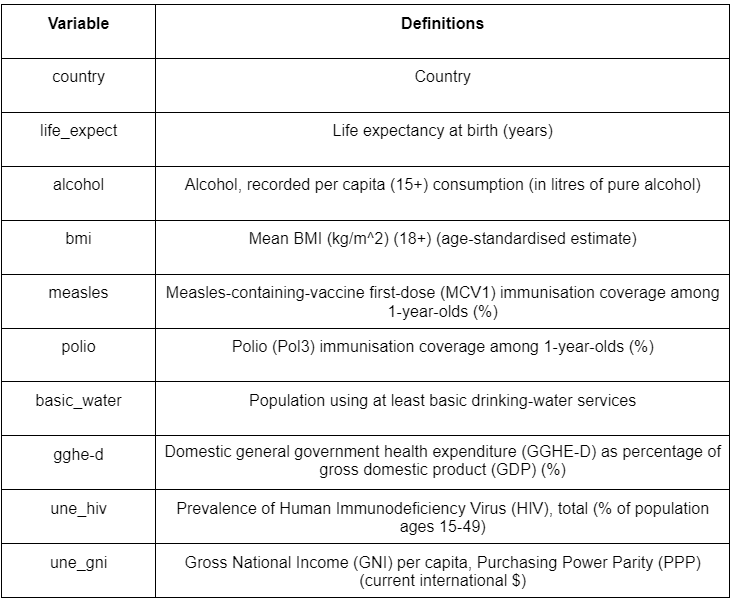 Variable Definitions
country Country
life_expect Life expectancy at birth (years)
alcohol Alcohol, recorded per capita (15+) consumption (in litres of pure alcohol)
bmi Mean BMI (kg/m^2) (18+) (age-standardised estimate)
measles Measles-containing-vaccine first-dose (MCV1) immunisation coverage among
1-year-olds (%)
polio Polio (Pol3) immunisation coverage among 1-year-olds (%)
basic_water Population using at least basic drinking-water services
gghe-d Domestic general government health expenditure (GGHE-D) as percentage of
gross domestic product (GDP) (%)
une_hiv Prevalence of Human Immunodeficiency Virus (HIV), total (% of population
ages 15-49)
une_gni Gross National Income (GNI) per capita, Purchasing Power Parity (PPP)
(current international $)